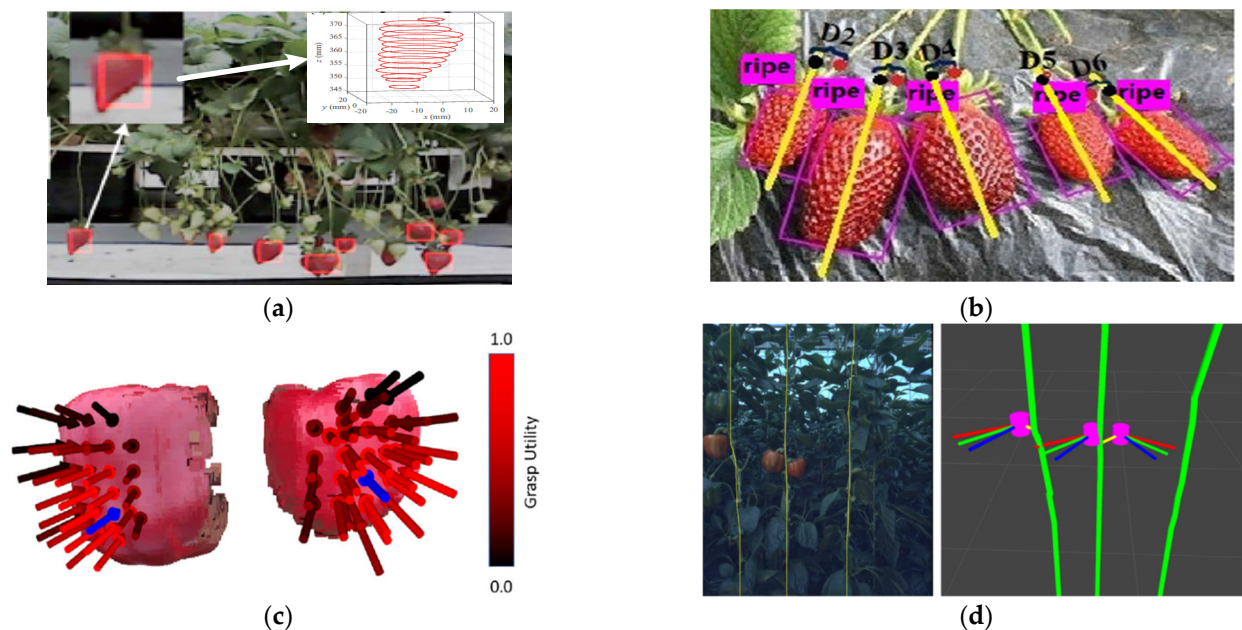 370
365
360
355
350
345
z (mm)
20
0
y (mm)
-20
-10
0
10
20
x (mm)
(a)
D2
D3
D4
D5
D6
ripe
ripe
ripe
ripe
ripe
(b)
1.0
Grasp Utility
0.0
(c)
(d)